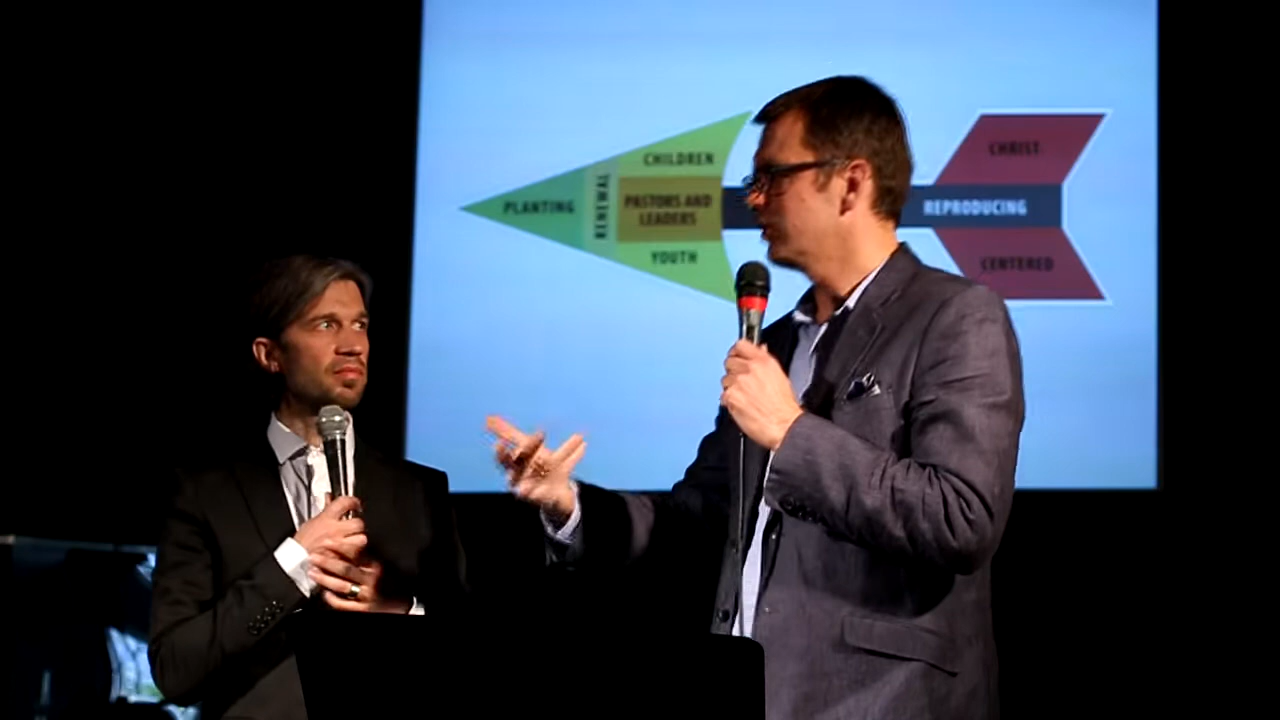 PLANTING
RENEWAL
CHILDREN
PASTORS AND
LEADERS
YOUTH
CHRIST
REPRODUCING
CENTERED